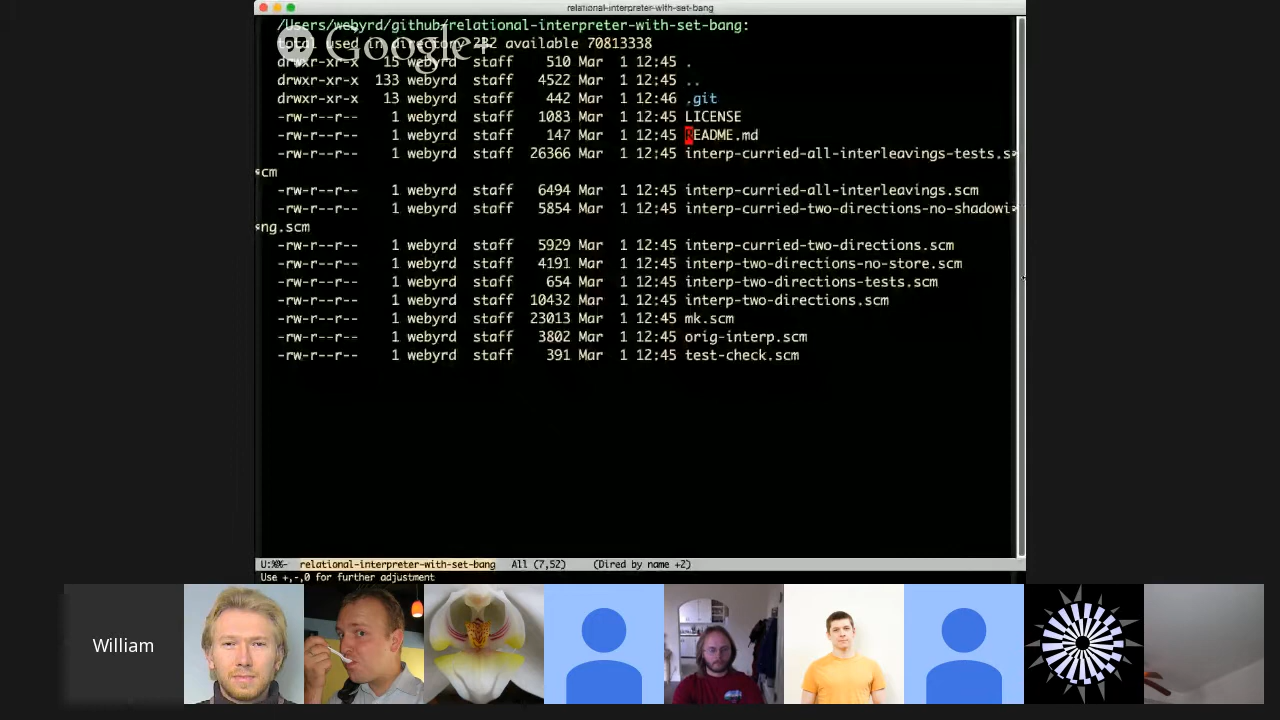 relational-interpreter-with-set-bang
/Users/webyrd/github/relational-interpreter-with-set-bang:
total used in directory 232 available 70813338
Google+
drwxr-xr-x 15 webyrd staff 510 Mar 1 12:45 .
drwxr-xr-x 133 webyrd staff 4522 Mar 1 12:45 ..
drwxr-xr-x 13 webyrd staff 442 Mar 1 12:46 .git
-rw-r--r-- 1 webyrd staff 1083 Mar 1 12:45 LICENSE
-rw-r--r-- 1 webyrd staff 147 Mar 1 12:45 README.md
-rw-r--r-- 1 webyrd staff 26366 Mar 1 12:45 interp-curried-all-interleavings-tests.s
cm
-rw-r--r-- 1 webyrd staff 6494 Mar 1 12:45 interp-curried-all-interleavings.scm
-rw-r--r-- 1 webyrd staff 5854 Mar 1 12:45 interp-curried-two-directions-no-shadowi
ng.scm
-rw-r--r-- 1 webyrd staff 5929 Mar 1 12:45 interp-curried-two-directions.scm
-rw-r--r-- 1 webyrd staff 4191 Mar 1 12:45 interp-two-directions-no-store.scm
-rw-r--r-- 1 webyrd staff 654 Mar 1 12:45 interp-two-directions-tests.scm
-rw-r--r-- 1 webyrd staff 10432 Mar 1 12:45 interp-two-directions.scm
-rw-r--r-- 1 webyrd staff 23013 Mar 1 12:45 mk.scm
-rw-r--r-- 1 webyrd staff 3802 Mar 1 12:45 orig-interp.scm
-rw-r--r-- 1 webyrd staff 391 Mar 1 12:45 test-check.scm
U:%%- relational-interpreter-with-set-bang All (7,52) (Dired by name +2)
Use +,-,0 for further adjustment
William